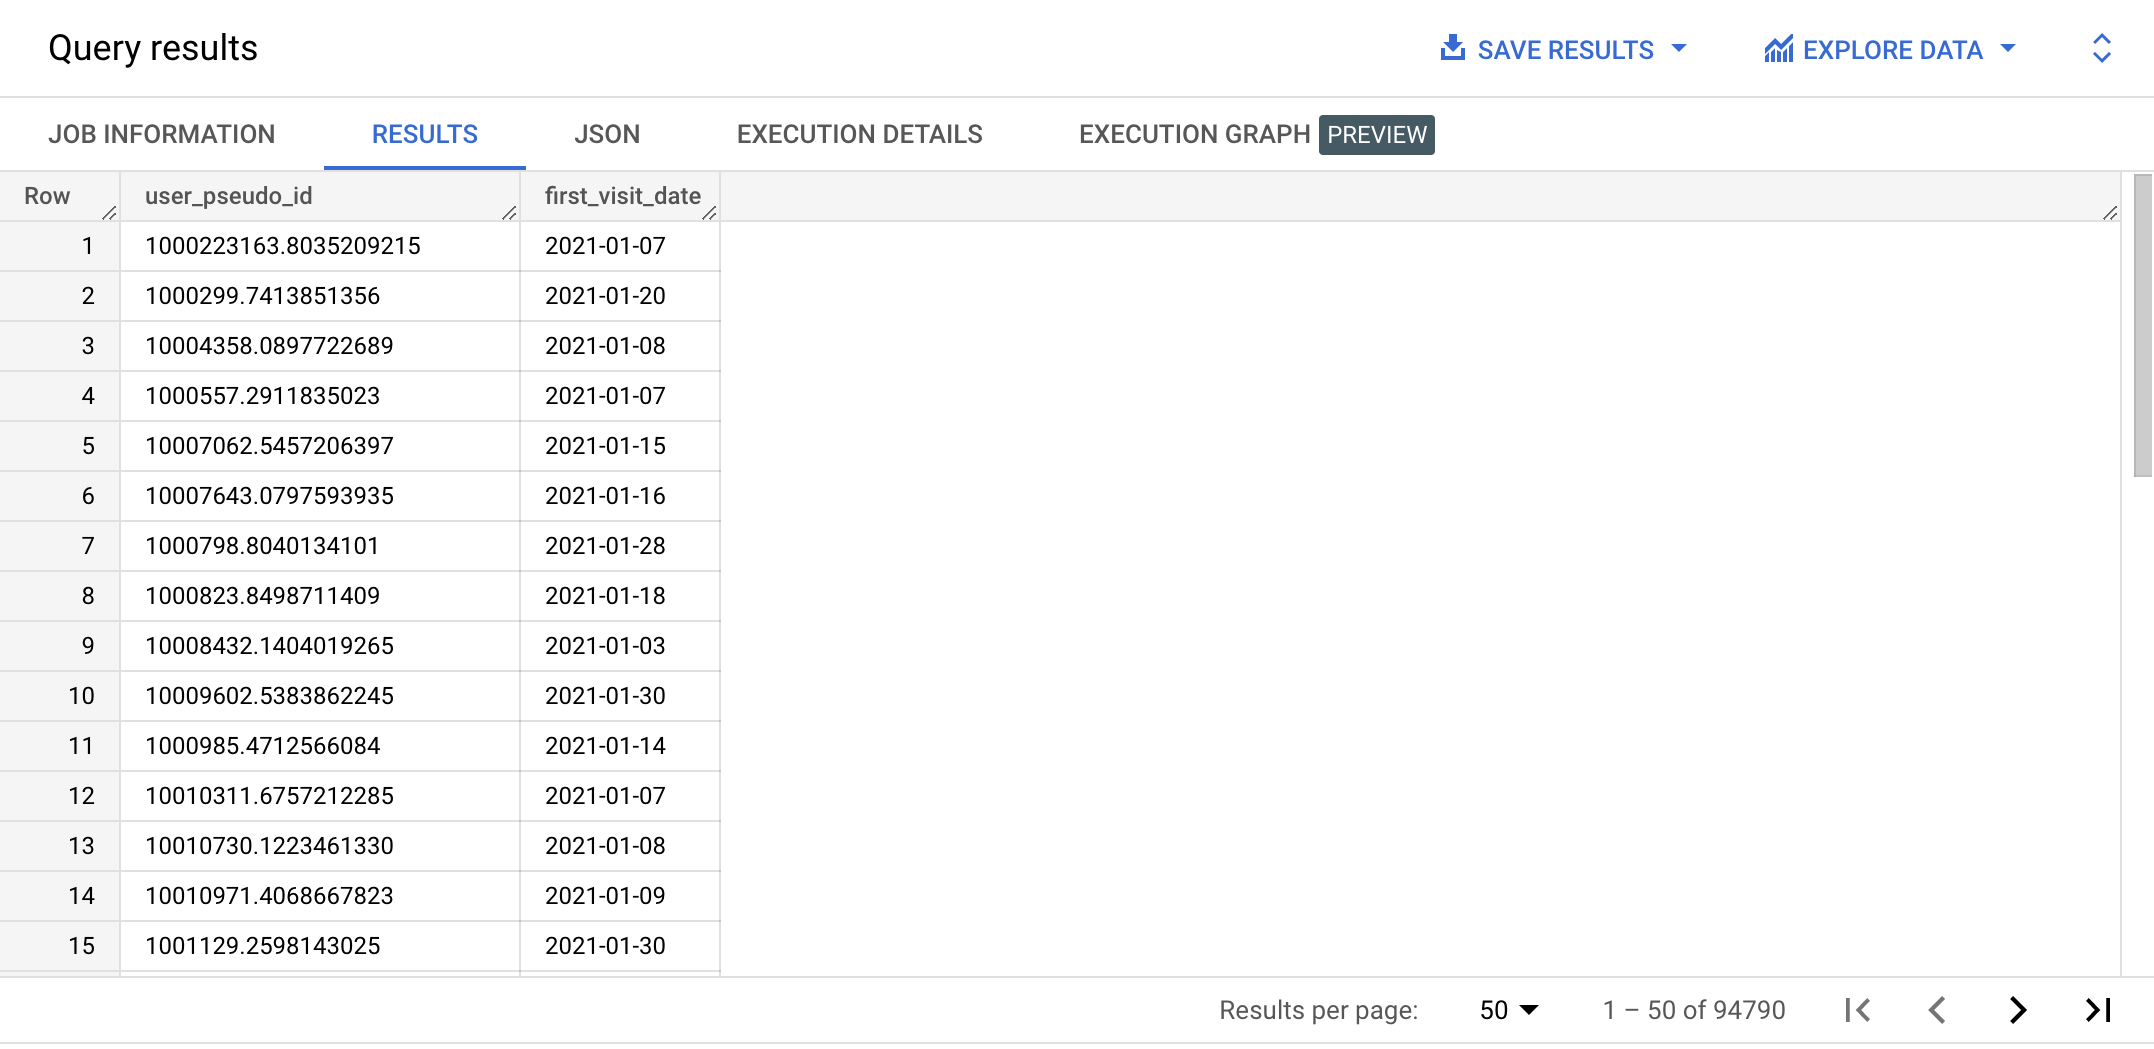 Query results SAVE RESULTS EXPLORE DATA
JOB INFORMATION RESULTS JSON EXECUTION DETAILS EXECUTION GRAPH PREVIEW
Row user_pseudo_id first_visit_date
1 1000223163.8035209215 2021-01-07
2 1000299.7413851356 2021-01-20
3 10004358.0897722689 2021-01-08
4 1000557.2911835023 2021-01-07
5 10007062.5457206397 2021-01-15
6 10007643.0797593935 2021-01-16
7 1000798.8040134101 2021-01-28
8 1000823.8498711409 2021-01-18
9 10008432.1404019265 2021-01-03
10 10009602.5383862245 2021-01-30
11 1000985.4712566084 2021-01-14
12 10010311.6757212285 2021-01-07
13 10010730.1223461330 2021-01-08
14 10010971.4068667823 2021-01-09
15 1001129.2598143025 2021-01-30
Results per page: 50 1 – 50 of 94790